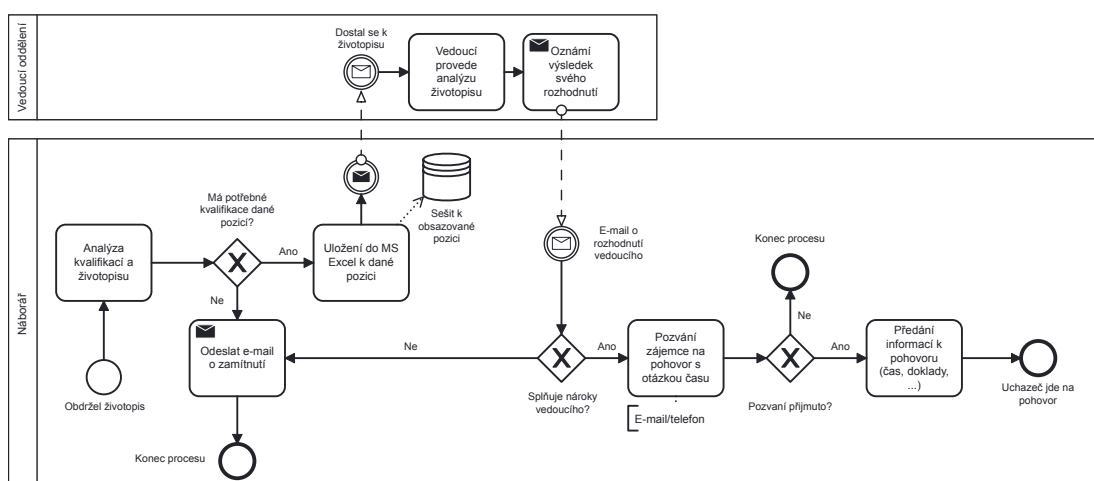 Vedoucí oddělení
Dostal se k
životopisu
Vedoucí
provede
analýzu
životopisu
Oznámí
výsledek
svého
rozhodnutí
Náborář
Obdržel životopis
Analýza
kvalifikací a
životopisu
Má potřebné
kvalifikace dané
pozicí?
Ano
Ne
Uložení do MS
Excel k dané
pozici
Sešit k
obsazované
pozici
Odeslat e-mail
o zamítnutí
Konec procesu
E-mail o
rozhodnutí
vedoucího
Ne
Splňuje nároky
vedoucího?
Ano
Pozvání
zájemce na
pohovor s
otázkou času
E-mail/telefon
Pozvaní přijmuto?
Ne
Konec procesu
Ano
Předání
informací k
pohovoru
(čas, doklady,
...)
Uchazeč jde na
pohovor